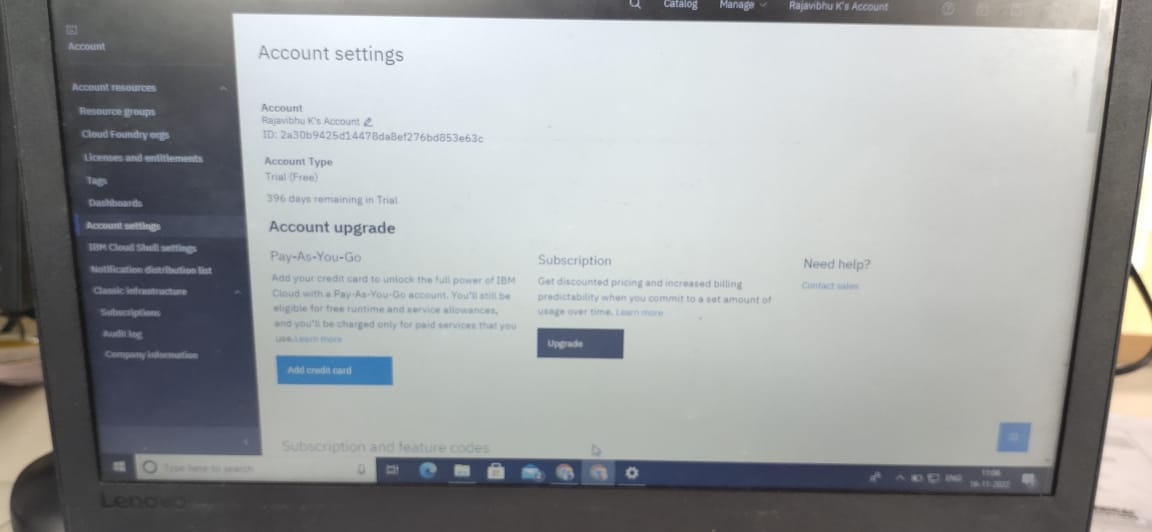 Catalog
Manage
Rajavibhu K's Account
Account
Account resources
Resource groups
Cloud Foundry orgs
Licenses and entitlements
Tags
Dashboards
Account settings
IBM Cloud Shell settings
Notification distribution list
Classic infrastructure
Subscriptions
Audit log
Company information
Account settings
Account
Rajavibhu K's Account
ID: 2a30b9425d14478da8ef276bd853e63c
Account Type
Trial (Free)
396 days remaining in Trial
Account upgrade
Pay-As-You-Go
Add your credit card to unlock the full power of IBM
Cloud with a Pay-As-You-Go account. You'll still be
eligible for free runtime and service allowances,
and you'll be charged only for paid services that you
use.Learn more
Add credit card
Subscription
Get discounted pricing and increased billing
predictability when you commit to a set amount of
usage over time. Learn more
Upgrade
Need help?
Contact sales
Subscription and feature codes
Type here to search
ENG
11:06
16-11-2022
Lenovo